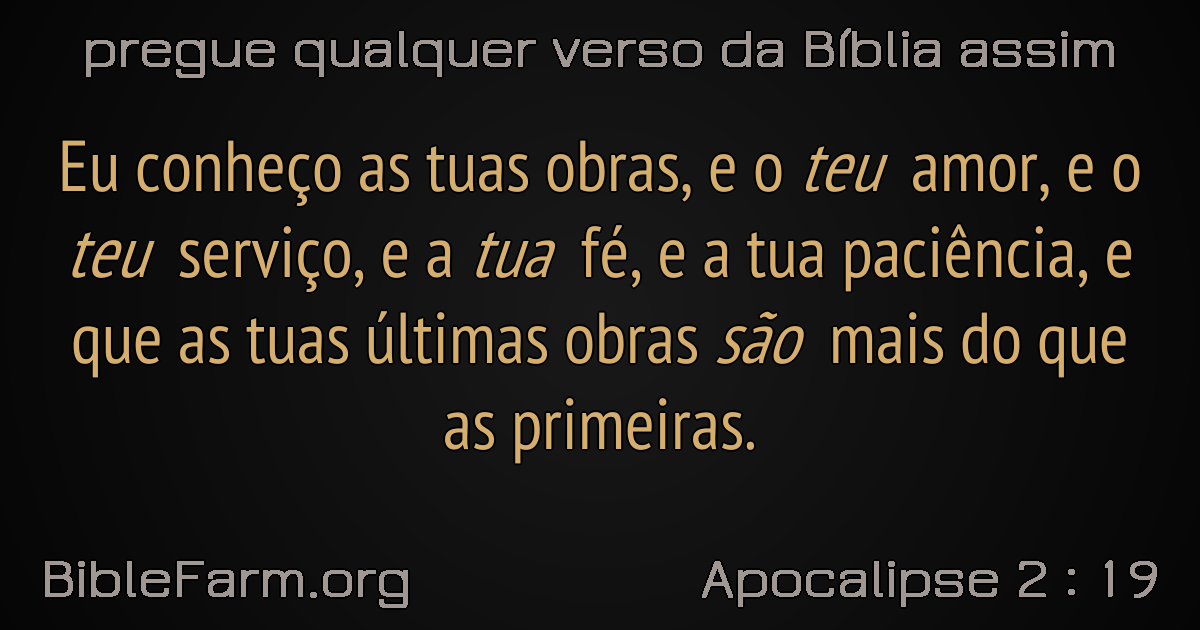 pregue qualquer verso da Bíblia assim
Eu conheço as tuas obras, e o teu amor, e o
teu serviço, e a tua fé, e a tua paciência, e
que as tuas últimas obras são mais do que
as primeiras.
BibleFarm.org
Apocalipse 2 : 19